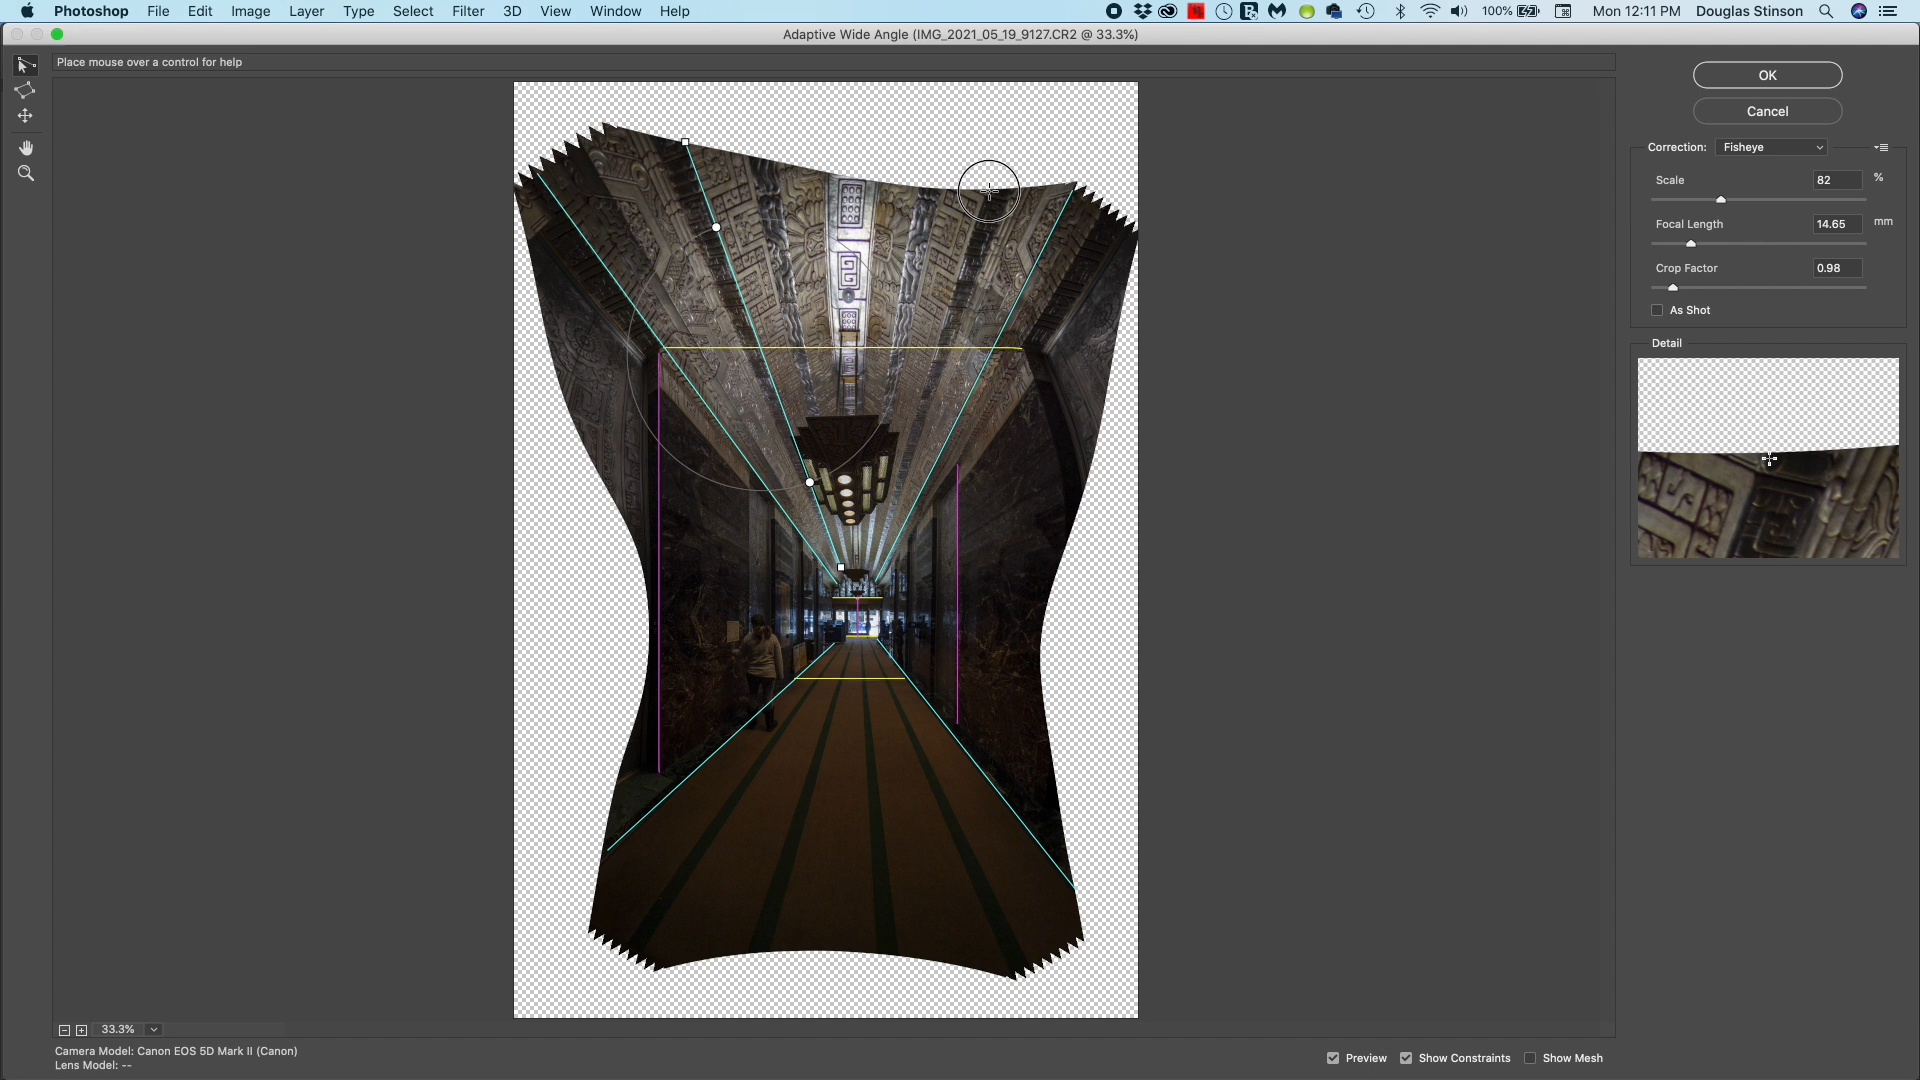 Photoshop File Edit Image Layer Type Select Filter 3D View Window Help 100% Mon 12:11 PM Douglas Stinson
Adaptive Wide Angle (IMG_2021_05_19_9127.CR2 @ 33.3%)
Place mouse over a control for help
OK
Cancel
Correction: Fisheye
Scale 82 %
Focal Length 14.65 mm
Crop Factor 0.98
As Shot
Detail
33.3%
Camera Model: Canon EOS 5D Mark II (Canon)
Lens Model: --
Preview Show Constraints Show Mesh